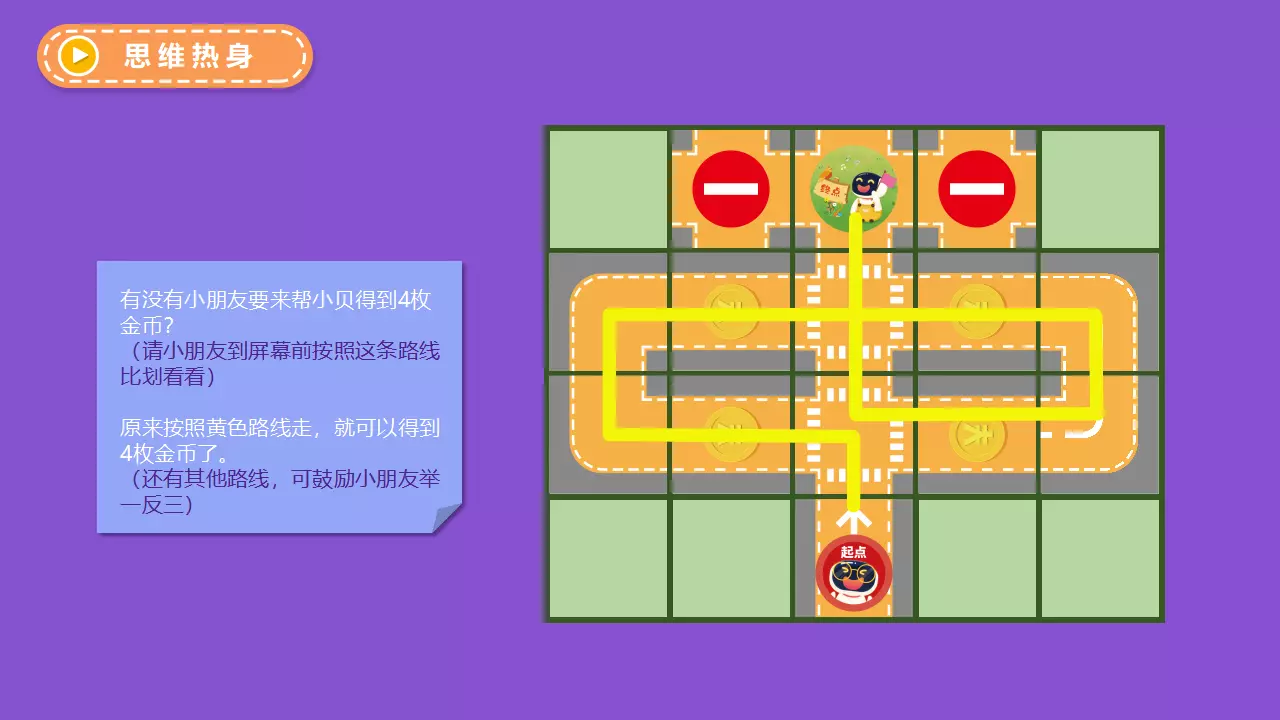 思维热身
终点
有没有小朋友要来帮小贝得到4枚
金币？
（请小朋友到屏幕前按照这条路线
比划看看）
原来按照黄色路线走，就可以得到
4枚金币了。
（还有其他路线，可鼓励小朋友举
一反三）
起点